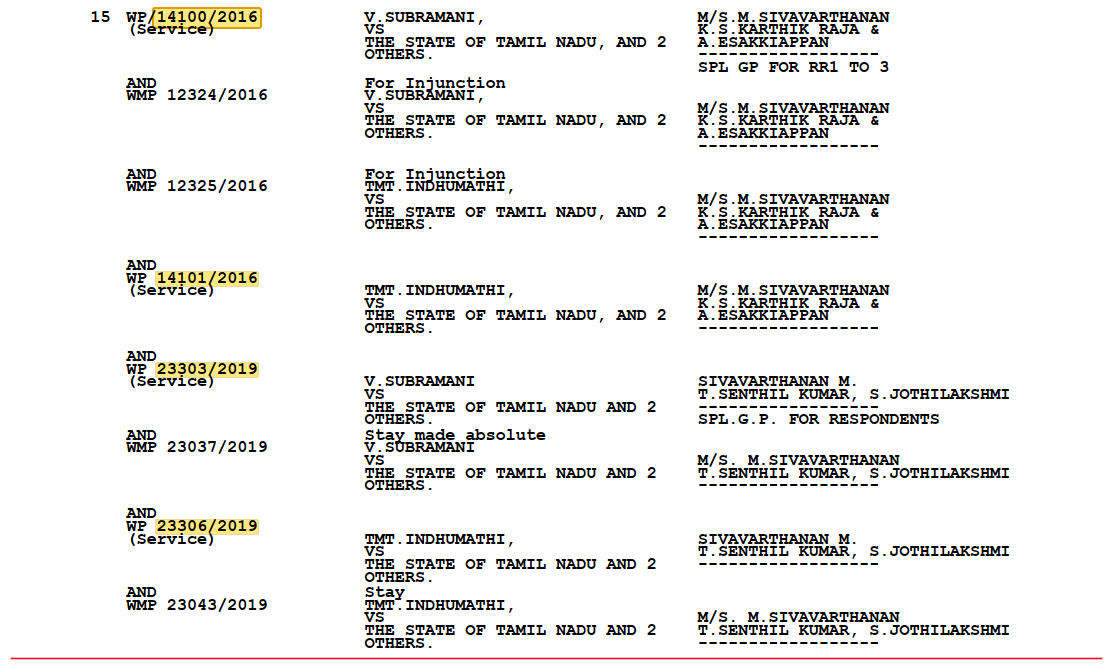 15 WP/14100/2016 V.SUBRAMANI, M/S.M.SIVAVARTHANAN
(Service) VS K.S.KARTHIK RAJA &
THE STATE OF TAMIL NADU, AND 2 A.ESAKKIAPPAN
OTHERS. ------------------
SPL GP FOR RR1 TO 3
AND For Injunction
WMP 12324/2016 V.SUBRAMANI,
VS M/S.M.SIVAVARTHANAN
THE STATE OF TAMIL NADU, AND 2 K.S.KARTHIK RAJA &
OTHERS. A.ESAKKIAPPAN
------------------
AND For Injunction
WMP 12325/2016 TMT.INDHUMATHI,
VS M/S.M.SIVAVARTHANAN
THE STATE OF TAMIL NADU, AND 2 K.S.KARTHIK RAJA &
OTHERS. A.ESAKKIAPPAN
------------------
AND
WP 14101/2016
(Service) TMT.INDHUMATHI, M/S.M.SIVAVARTHANAN
VS K.S.KARTHIK RAJA &
THE STATE OF TAMIL NADU, AND 2 A.ESAKKIAPPAN
OTHERS. ------------------
AND
WP 23303/2019
(Service) V.SUBRAMANI SIVAVARTHANAN M.
VS T.SENTHIL KUMAR, S.JOTHILAKSHMI
THE STATE OF TAMIL NADU AND 2 ------------------
OTHERS. SPL.G.P. FOR RESPONDENTS
AND Stay made absolute
WMP 23037/2019 V.SUBRAMANI
VS M/S. M.SIVAVARTHANAN
THE STATE OF TAMIL NADU AND 2 T.SENTHIL KUMAR, S.JOTHILAKSHMI
OTHERS. ------------------
AND
WP 23306/2019
(Service) TMT.INDHUMATHI, SIVAVARTHANAN M.
VS T.SENTHIL KUMAR, S.JOTHILAKSHMI
THE STATE OF TAMIL NADU AND 2 ------------------
OTHERS.
AND Stay
WMP 23043/2019 TMT.INDHUMATHI,
VS M/S. M.SIVAVARTHANAN
THE STATE OF TAMIL NADU AND 2 T.SENTHIL KUMAR, S.JOTHILAKSHMI
OTHERS. ------------------